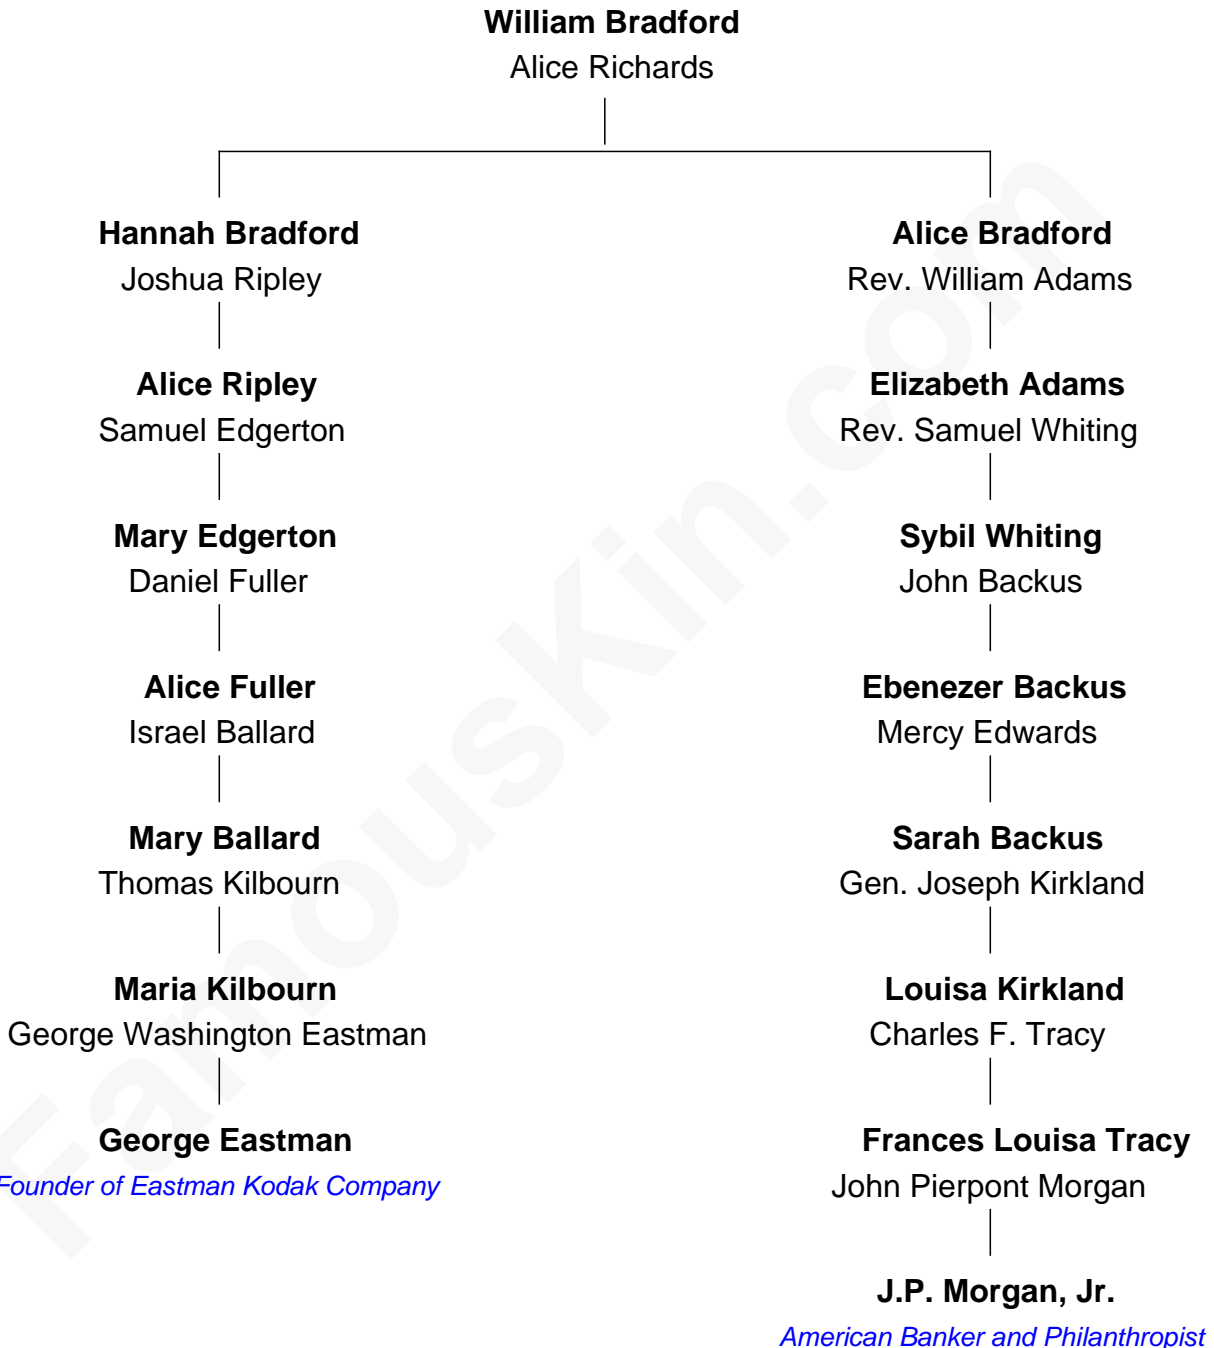 William Bradford
Alice Richards
Hannah Bradford
Joshua Ripley
Alice Ripley
Samuel Edgerton
Mary Edgerton
Daniel Fuller
Alice Fuller
Israel Ballard
Mary Ballard
Thomas Kilbourn
Maria Kilbourn
George Washington Eastman
George Eastman
Founder of Eastman Kodak Company
Alice Bradford
Rev. William Adams
Elizabeth Adams
Rev. Samuel Whiting
Sybil Whiting
John Backus
Ebenezer Backus
Mercy Edwards
Sarah Backus
Gen. Joseph Kirkland
Louisa Kirkland
Charles F. Tracy
Frances Louisa Tracy
John Pierpont Morgan
J.P. Morgan, Jr.
American Banker and Philanthropist
FamousKin.com